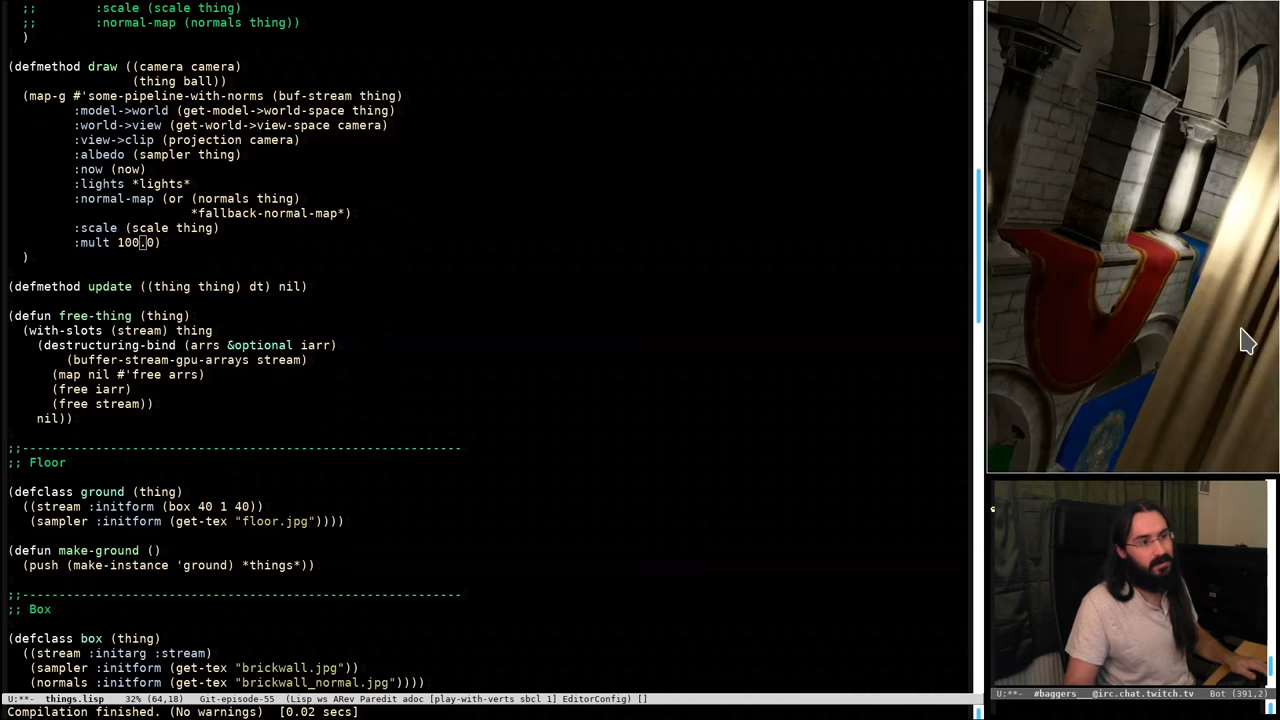 ;;        :scale (scale thing)
;;        :normal-map (normals thing))
)
(defmethod draw ((camera camera)
(thing ball))
(map-g #'some-pipeline-with-norms (buf-stream thing)
:model->world (get-model->world-space thing)
:world->view (get-world->view-space camera)
:view->clip (projection camera)
:albedo (sampler thing)
:now (now)
:lights *lights*
:normal-map (or (normals thing)
*fallback-normal-map*)
:scale (scale thing)
:mult 100.0)
)
(defmethod update ((thing thing) dt) nil)
(defun free-thing (thing)
(with-slots (stream) thing
(destructuring-bind (arrs &optional iarr)
(buffer-stream-gpu-arrays stream)
(map nil #'free arrs)
(free iarr)
(free stream))
nil))
;;--------------------------------------------------------------
;; Floor
(defclass ground (thing)
((stream :initform (box 40 1 40))
(sampler :initform (get-tex "floor.jpg"))))
(defun make-ground ()
(push (make-instance 'ground) *things*))
;;--------------------------------------------------------------
;; Box
(defclass box (thing)
((stream :initarg :stream)
(sampler :initform (get-tex "brickwall.jpg"))
(normals :initform (get-tex "brickwall_normal.jpg"))))
U:**-  things.lisp    32% (64,18)   Git-episode-55  (Lisp ws ARev Paredit adoc [play-with-verts sbcl 1] EditorConfig) []
Compilation finished. (No warnings)  [0.02 secs]
U:**-  #baggers__@irc.chat.twitch.tv   Bot (391,2)